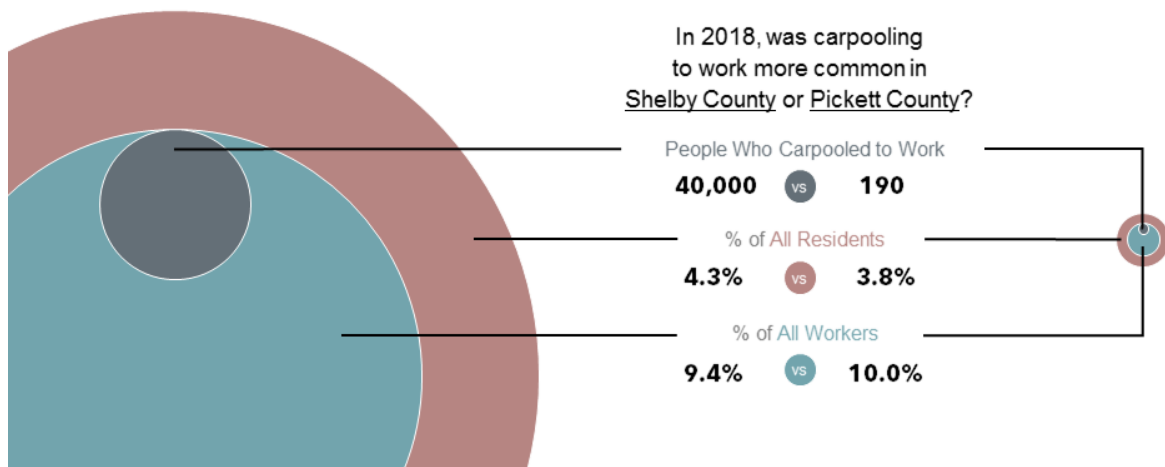 In 2018, was carpooling
to work more common in
Shelby County or Pickett County?
People Who Carpooled to Work
40,000 vs 190
% of All Residents
4.3% vs 3.8%
% of All Workers
9.4% vs 10.0%